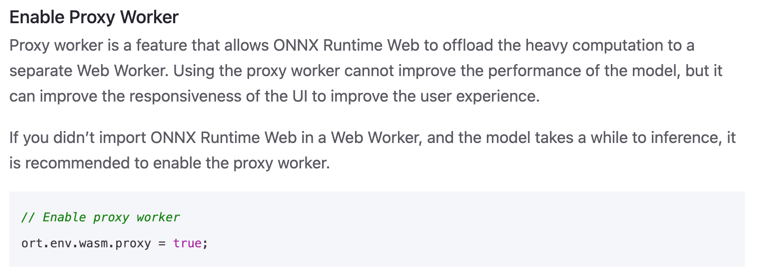 Enable Proxy Worker
Proxy worker is a feature that allows ONNX Runtime Web to offload the heavy computation to a
separate Web Worker. Using the proxy worker cannot improve the performance of the model, but it
can improve the responsiveness of the UI to improve the user experience.
If you didn’t import ONNX Runtime Web in a Web Worker, and the model takes a while to inference, it
is recommended to enable the proxy worker.
// Enable proxy worker
ort.env.wasm.proxy = true;